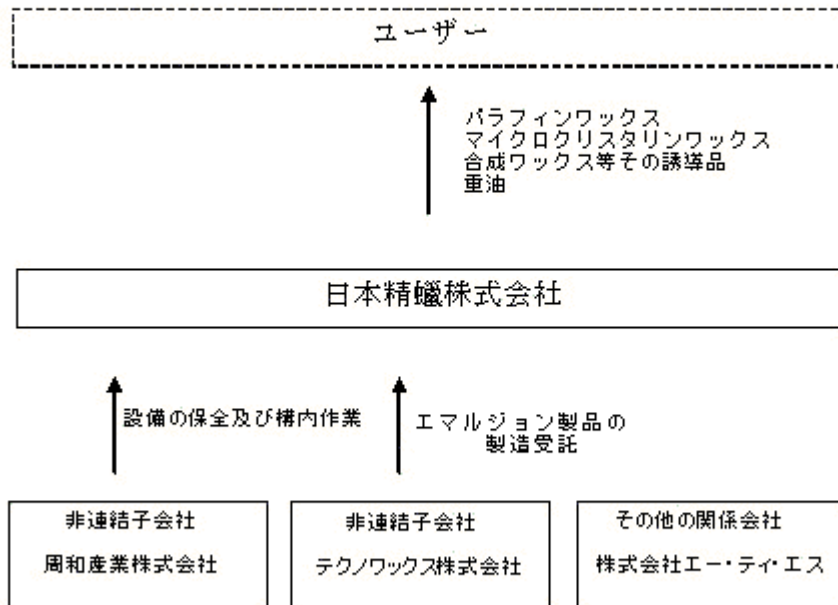 ユーザー
パラフィンワックス
マイクロクリスタリンワックス
合成ワックス等その誘導品
重油
日本精蠟株式会社
設備の保全及び構内作業
エマルジョン製品の
製造受託
非連結子会社
周和産業株式会社
非連結子会社
テクノワックス株式会社
その他の関係会社
株式会社エー・ティ・エス